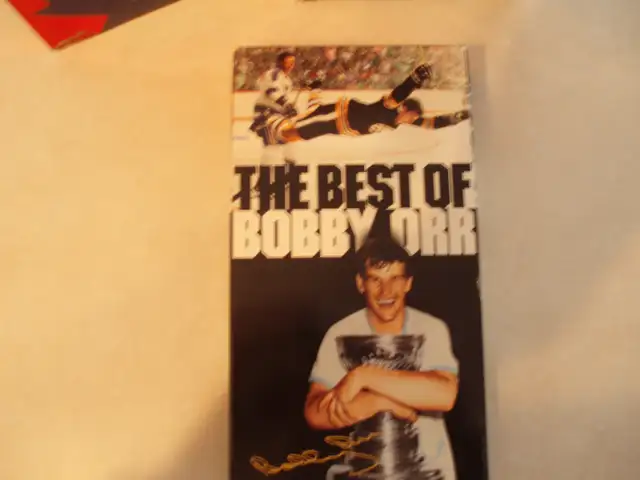 THE BEST OF
BOBBY ORR